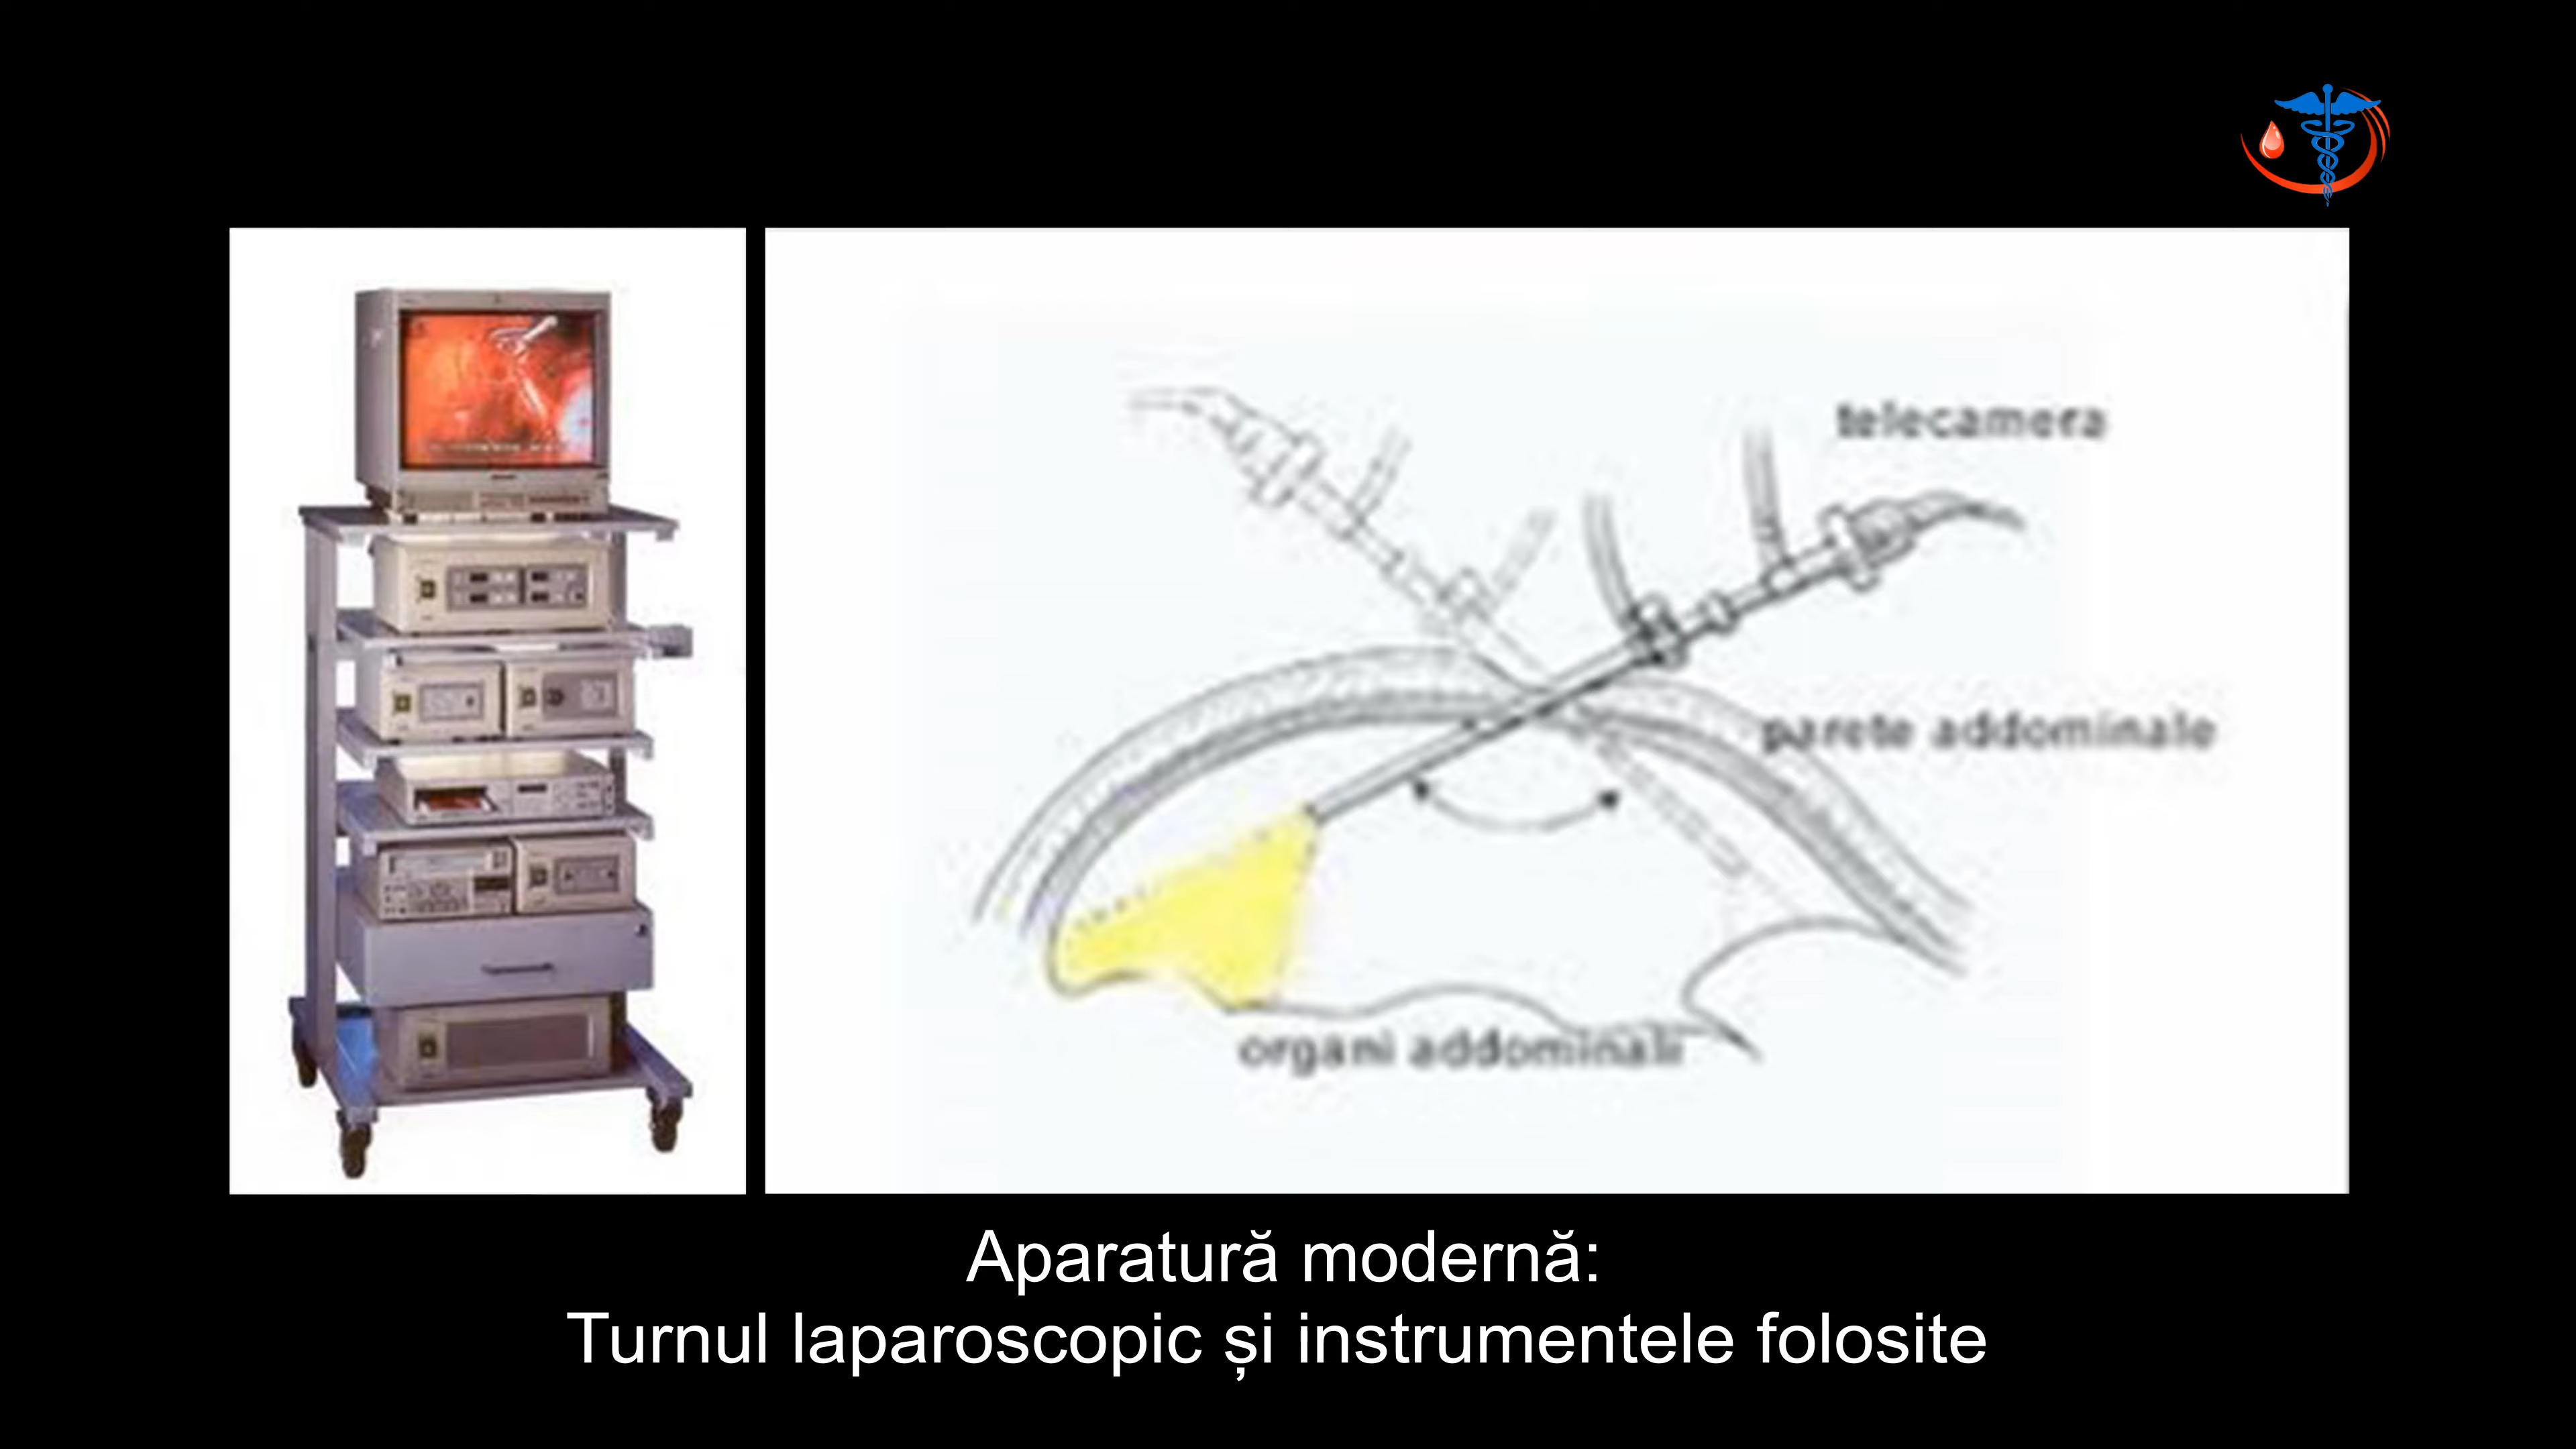 telecamera
parete addominale
organi addominali
Aparatură modernă:
Turnul laparoscopic și instrumentele folosite